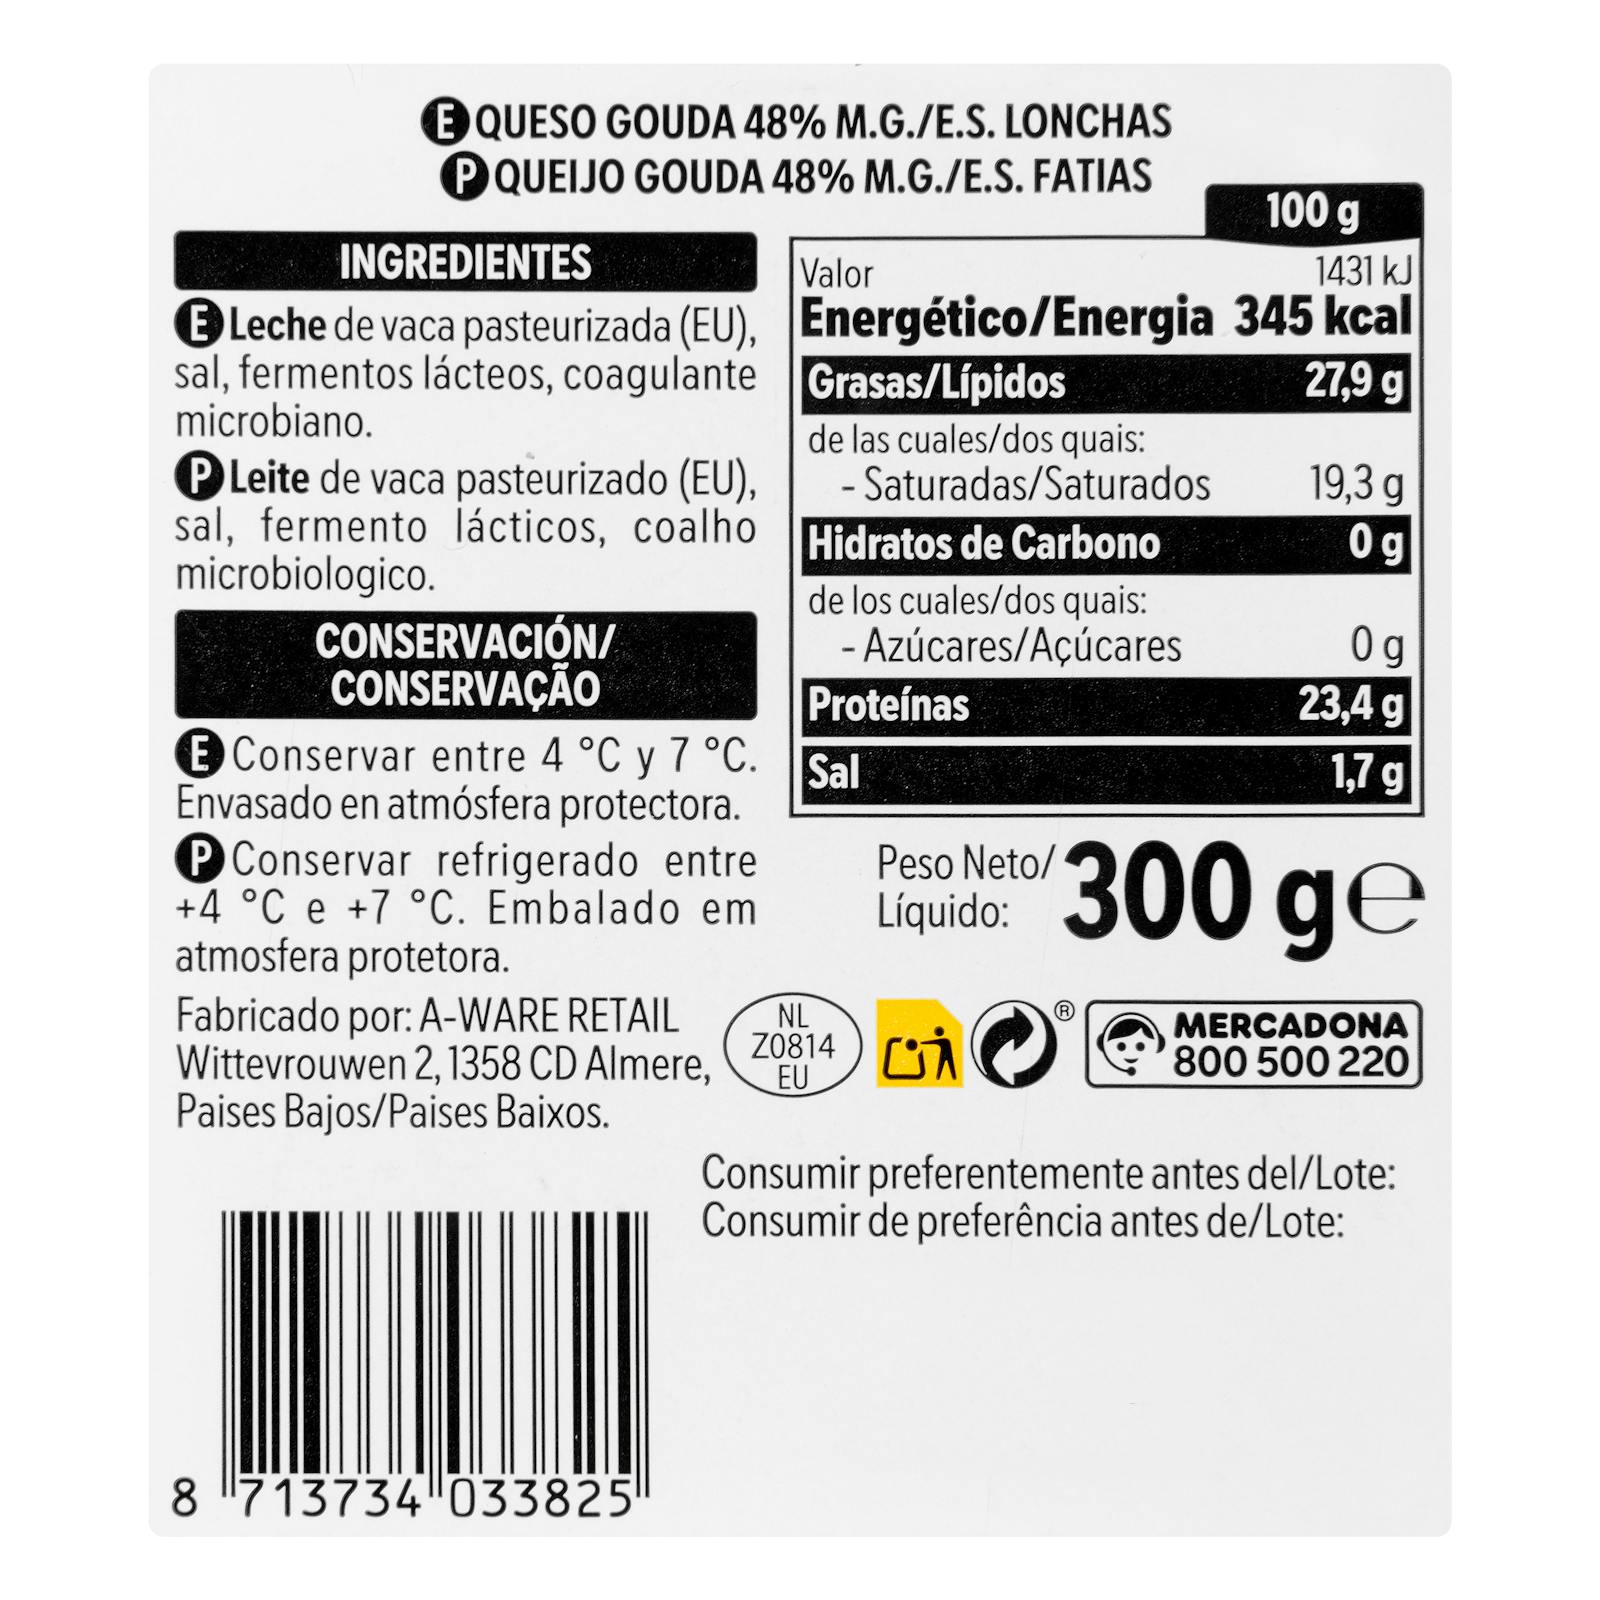 E QUESO GOUDA 48% M.G./E.S. LONCHAS
P QUEIJO GOUDA 48% M.G./E.S. FATIAS
INGREDIENTES
E Leche de vaca pasteurizada (EU),
sal, fermentos lácteos, coagulante
microbiano.
P Leite de vaca pasteurizado (EU),
sal, fermento lácticos, coalho
microbiologico.
CONSERVACIÓN/
CONSERVAÇÃO
E Conservar entre 4 °C y 7 °C.
Envasado en atmósfera protectora.
P Conservar refrigerado entre
+4 °C e +7 °C. Embalado em
atmosfera protetora.
Fabricado por: A-WARE RETAIL
Wittevrouwen 2, 1358 CD Almere,
Paises Bajos/Paises Baixos.
100 g
Valor 1431 kJ
Energético/Energia 345 kcal
Grasas/Lípidos 27,9 g
de las cuales/dos quais:
- Saturadas/Saturados 19,3 g
Hidratos de Carbono 0 g
de los cuales/dos quais:
- Azúcares/Açúcares 0 g
Proteínas 23,4 g
Sal 1,7 g
Peso Neto/
Líquido: 300 g e
NL
Z0814
EU
®
MERCADONA
800 500 220
Consumir preferentemente antes del/Lote:
Consumir de preferência antes de/Lote:
8 713734 033825